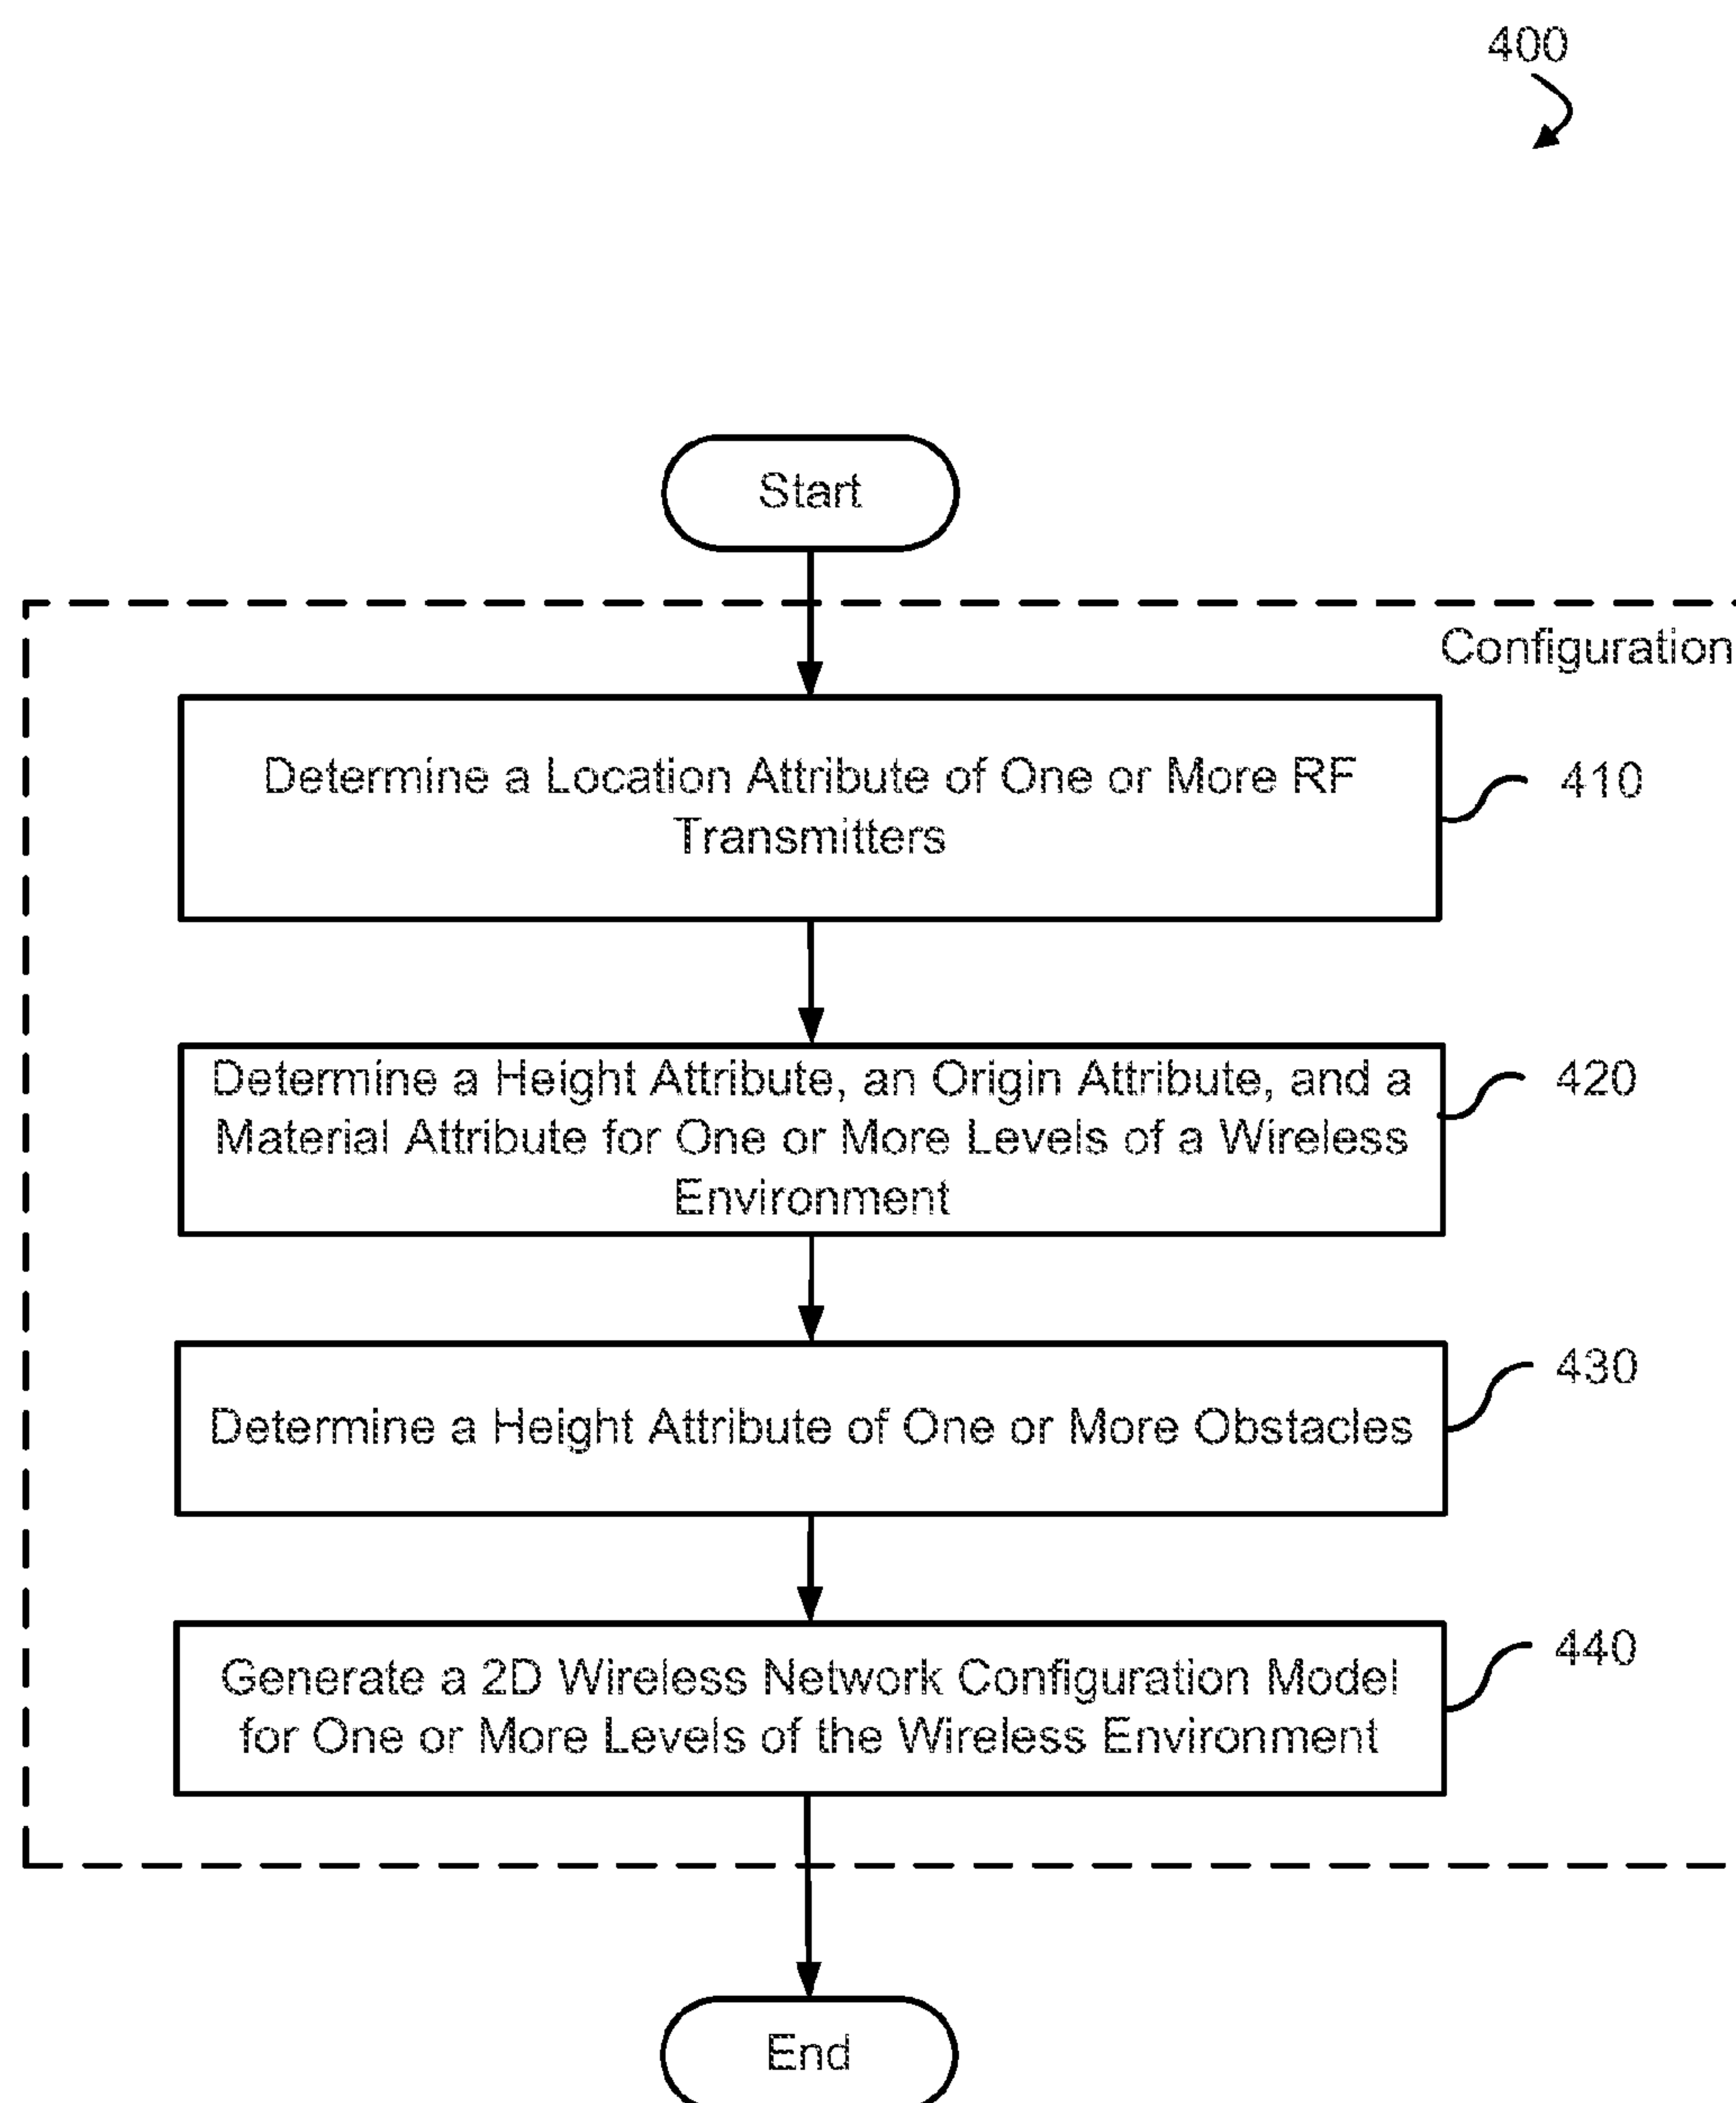 400
Start
Configuration
Determine a Location Attribute of One or More RF
Transmitters
410
Determine a Height Attribute, an Origin Attribute, and a
Material Attribute for One or More Levels of a Wireless
Environment
420
Determine a Height Attribute of One or More Obstacles
430
Generate a 2D Wireless Network Configuration Model
for One or More Levels of the Wireless Environment
440
End